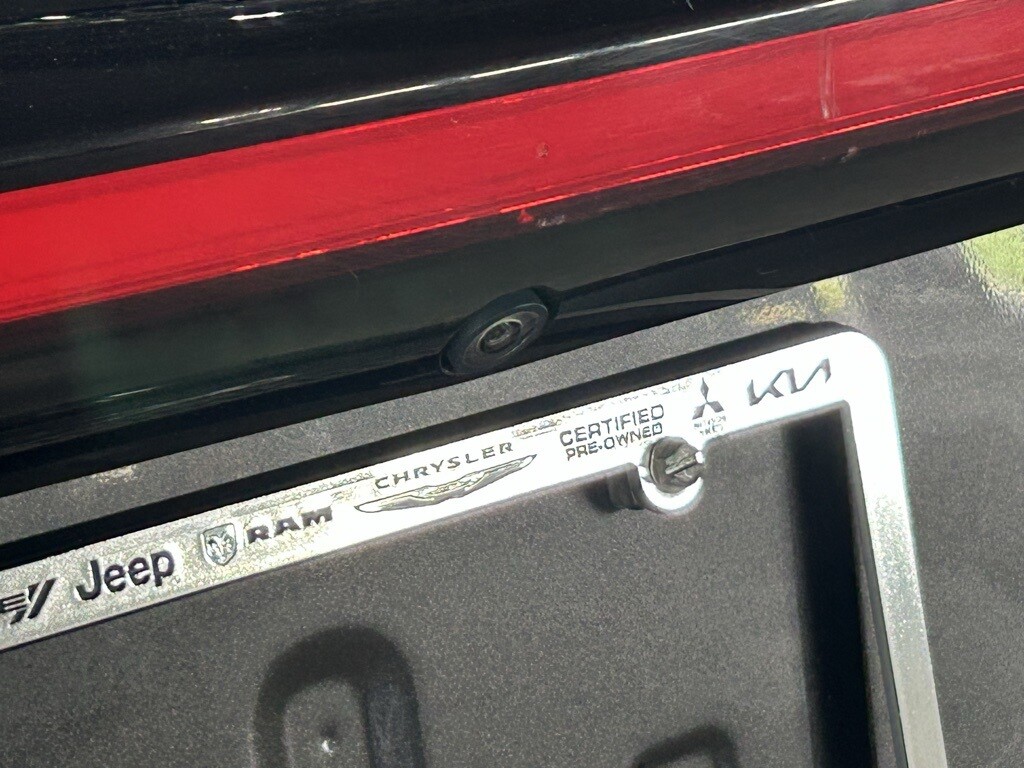 Jeep
RAM
CHRYSLER
CERTIFIED
PRE-OWNED
KIA